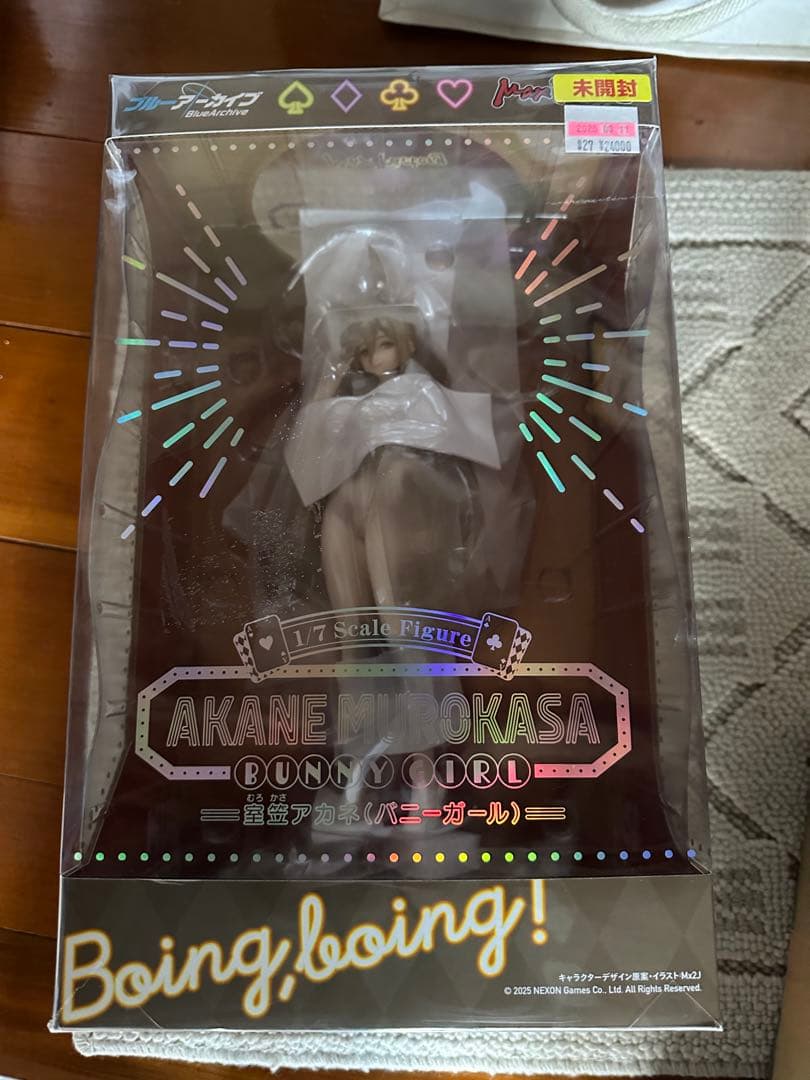 ブルーアーカイブ
BlueArchive
Max
未開封
¥27 ¥24000
1/7 Scale Figure
A
A
AKANE MUROKASA
BUNNY GIRL
むろ かさ
室笠アカネ(バニーガール)
Boing, boing!
キャラクターデザイン原案・イラスト:Mx2J
© 2025 NEXON Games Co., Ltd. All Rights Reserved.